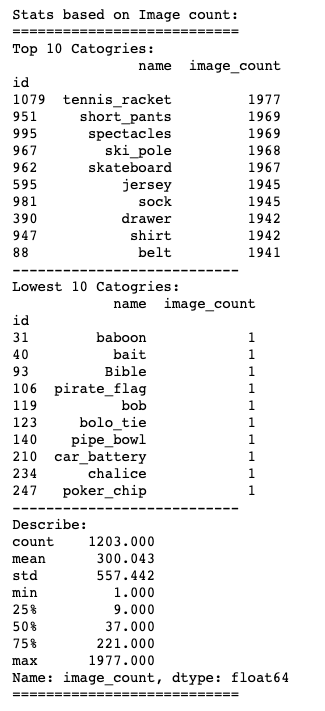 Stats based on Image count:
===========================
Top 10 Catogries:
name image_count
id
1079 tennis_racket 1977
951 short_pants 1969
995 spectacles 1969
967 ski_pole 1968
962 skateboard 1967
595 jersey 1945
981 sock 1945
390 drawer 1942
947 shirt 1942
88 belt 1941
---------------------------
Lowest 10 Catogries:
name image_count
id
31 baboon 1
40 bait 1
93 Bible 1
106 pirate_flag 1
119 bob 1
123 bolo_tie 1
140 pipe_bowl 1
210 car_battery 1
234 chalice 1
247 poker_chip 1
---------------------------
Describe:
count 1203.000
mean 300.043
std 557.442
min 1.000
25% 9.000
50% 37.000
75% 221.000
max 1977.000
Name: image_count, dtype: float64
===========================